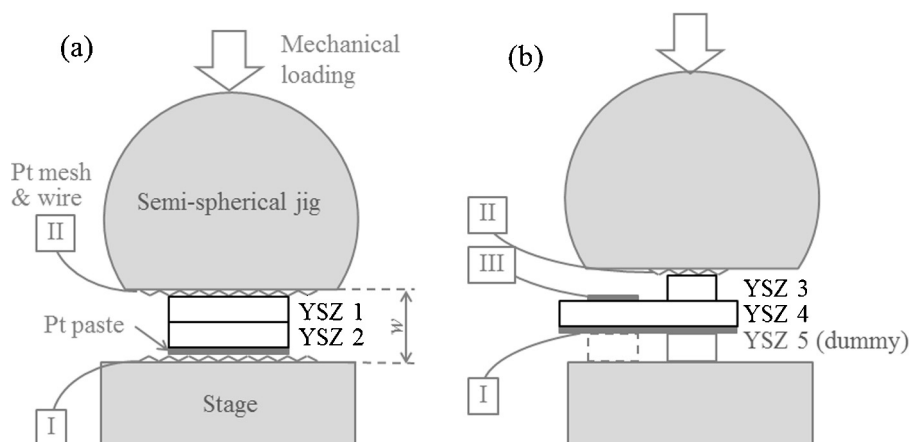 (a)
Mechanical
loading
Pt mesh
& wire
II
Semi-spherical jig
YSZ 1
YSZ 2
w
Pt paste
I
Stage
(b)
II
III
YSZ 3
YSZ 4
YSZ 5 (dummy)
I